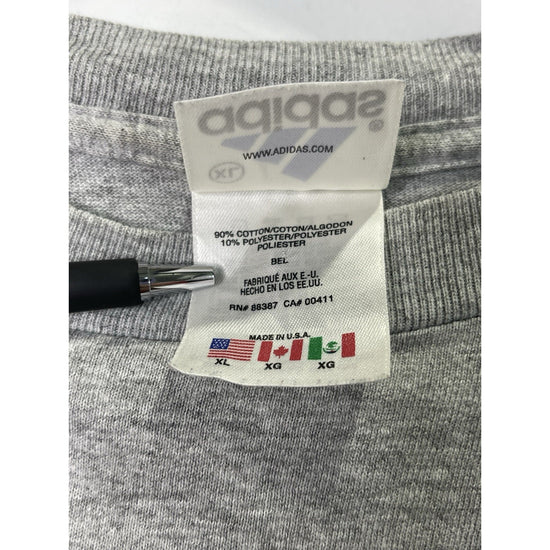 adidas
®
WWW.ADIDAS.COM
XL
90% COTTON/COTON/ALGODON
10% POLYESTER/POLYESTER
POLIESTER
BEL
FABRIQUÉ AUX E.-U.
HECHO EN LOS EE.UU.
RN# 88387 CA# 00411
MADE IN U.S.A.
XL XG XG